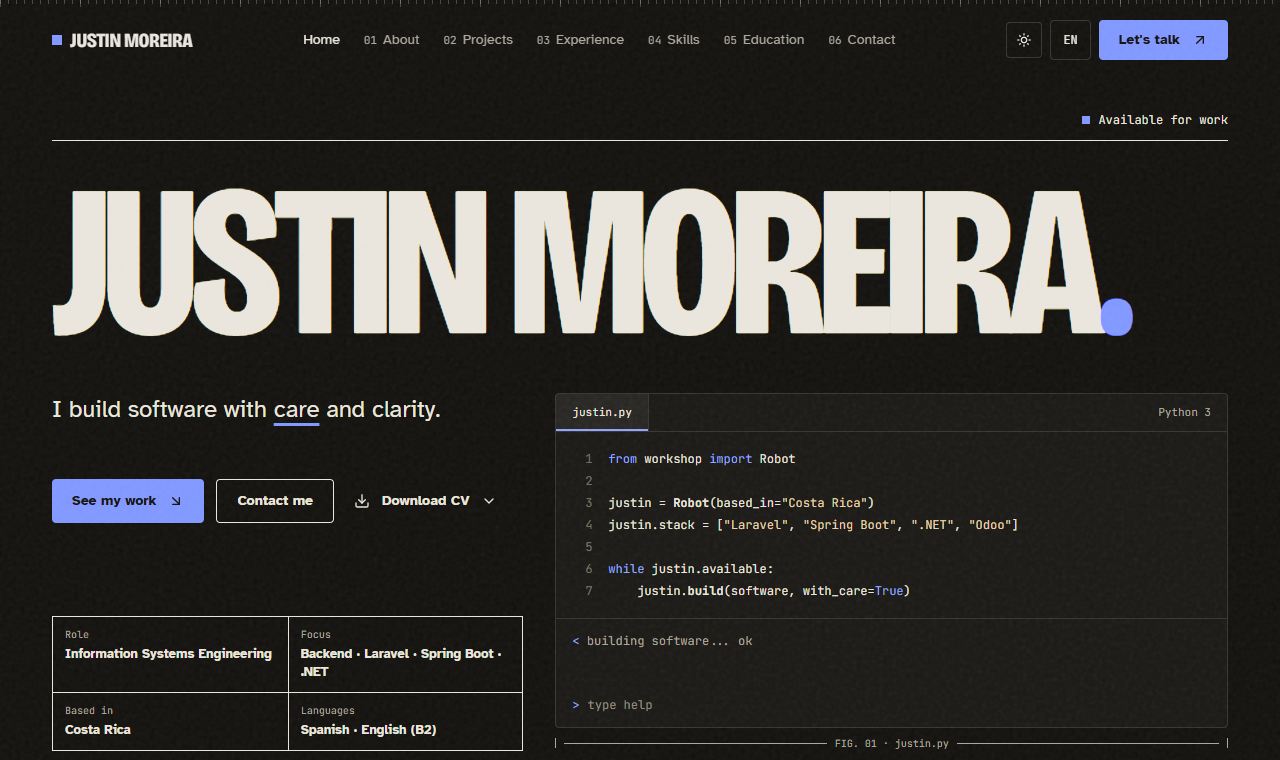 JUSTIN MOREIRA
Home 01 About 02 Projects 03 Experience 04 Skills 05 Education 06 Contact
EN
Let's talk
Available for work
JUSTIN MOREIRA.
I build software with care and clarity.
See my work
Contact me
Download CV
Role
Information Systems Engineering
Focus
Backend · Laravel · Spring Boot ·
.NET
Based in
Costa Rica
Languages
Spanish · English (B2)
justin.py
Python 3
1 from workshop import Robot
2
3 justin = Robot(based_in="Costa Rica")
4 justin.stack = ["Laravel", "Spring Boot", ".NET", "Odoo"]
5
6 while justin.available:
7     justin.build(software, with_care=True)
< building software... ok
> type help
FIG. 01 · justin.py